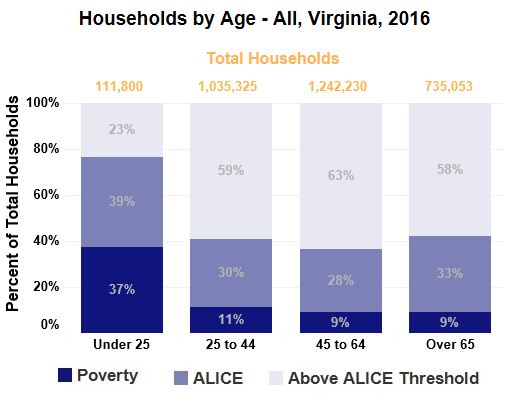 Households by Age - All, Virginia, 2016
Total Households
111,800 1,035,325 1,242,230 735,053
Percent of Total Households
100%
80%
60%
40%
20%
0%
23% 59% 63% 58%
39% 30% 28% 33%
37% 11% 9% 9%
Under 25 25 to 44 45 to 64 Over 65
Poverty ALICE Above ALICE Threshold